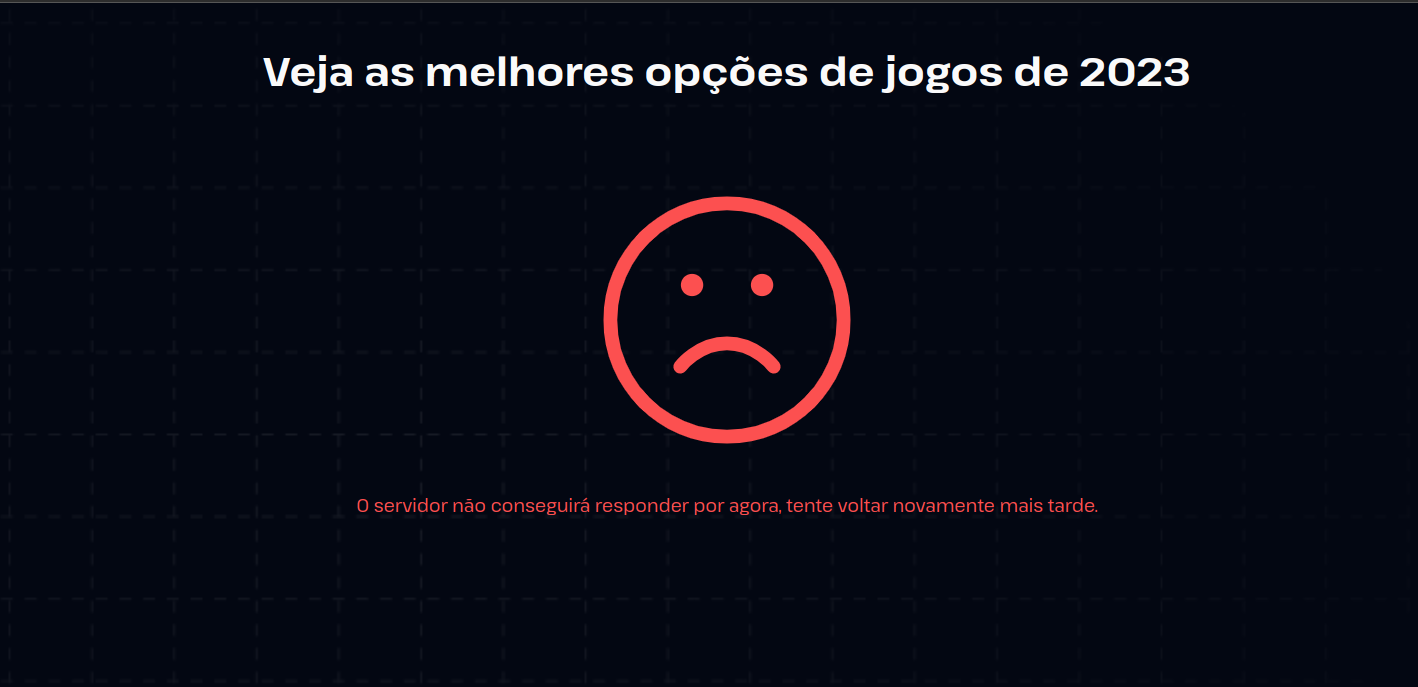 Veja as melhores opções de jogos de 2023
O servidor não conseguirá responder por agora, tente voltar novamente mais tarde.